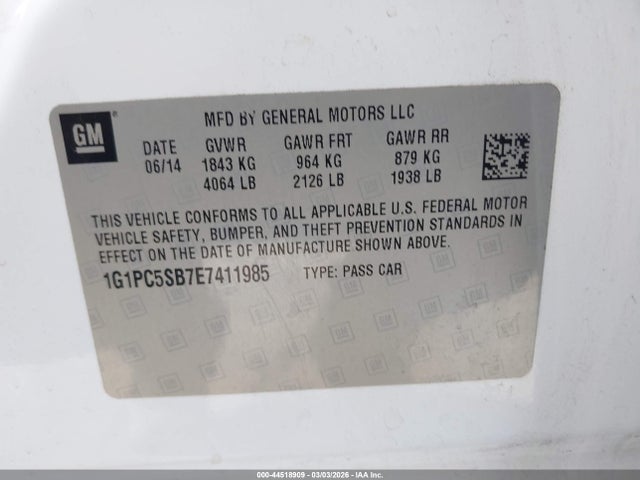 GM
MFD BY GENERAL MOTORS LLC
DATE GVWR GAWR FRT GAWR RR
06/14 1843 KG 964 KG 879 KG
4064 LB 2126 LB 1938 LB
THIS VEHICLE CONFORMS TO ALL APPLICABLE U.S. FEDERAL MOTOR
VEHICLE SAFETY, BUMPER, AND THEFT PREVENTION STANDARDS IN
EFFECT ON THE DATE OF MANUFACTURE SHOWN ABOVE.
1G1PC5SB7E7411985 TYPE: PASS CAR
000-44518909 - 03/03/2026 - IAA Inc.